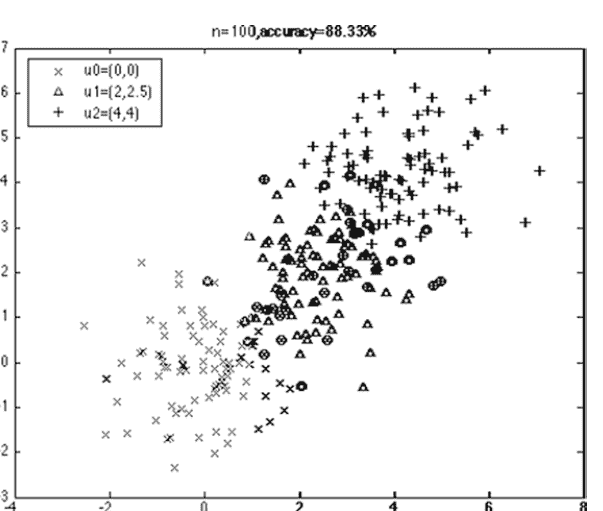 n=100,accuracy=88.33%
7
u0=(0,0)
6
u1=(2,2.5)
u2=(4,4)
5
4
3
2
1
0
-1
-2
-3
-4 -2 0 2 4 6 8